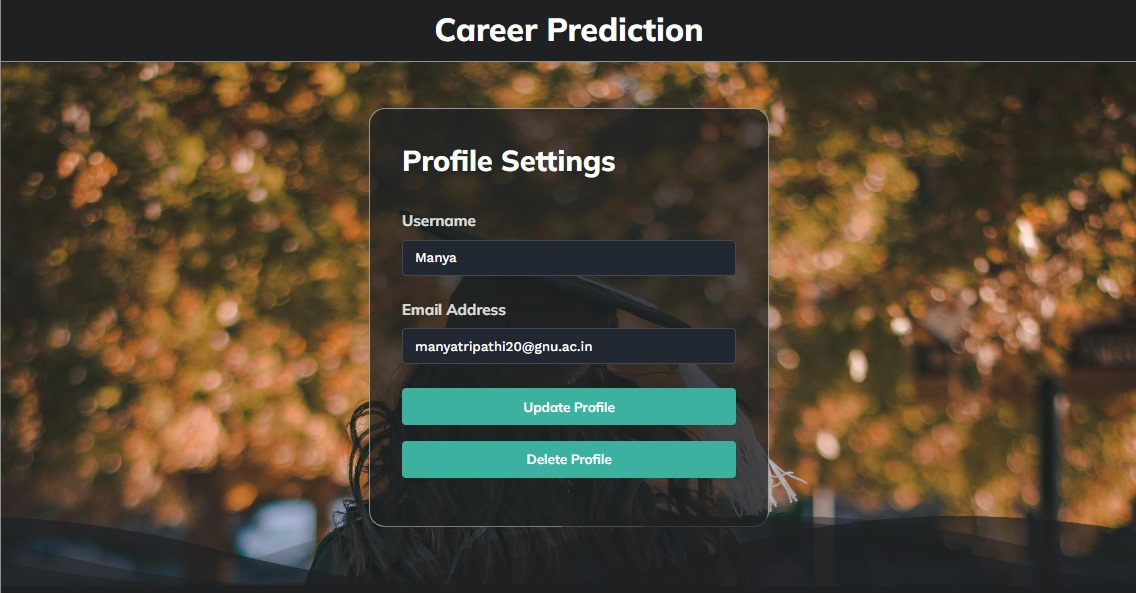 Career Prediction
Profile Settings
Username
Manya
Email Address
manyatripathi20@gnu.ac.in
Update Profile
Delete Profile